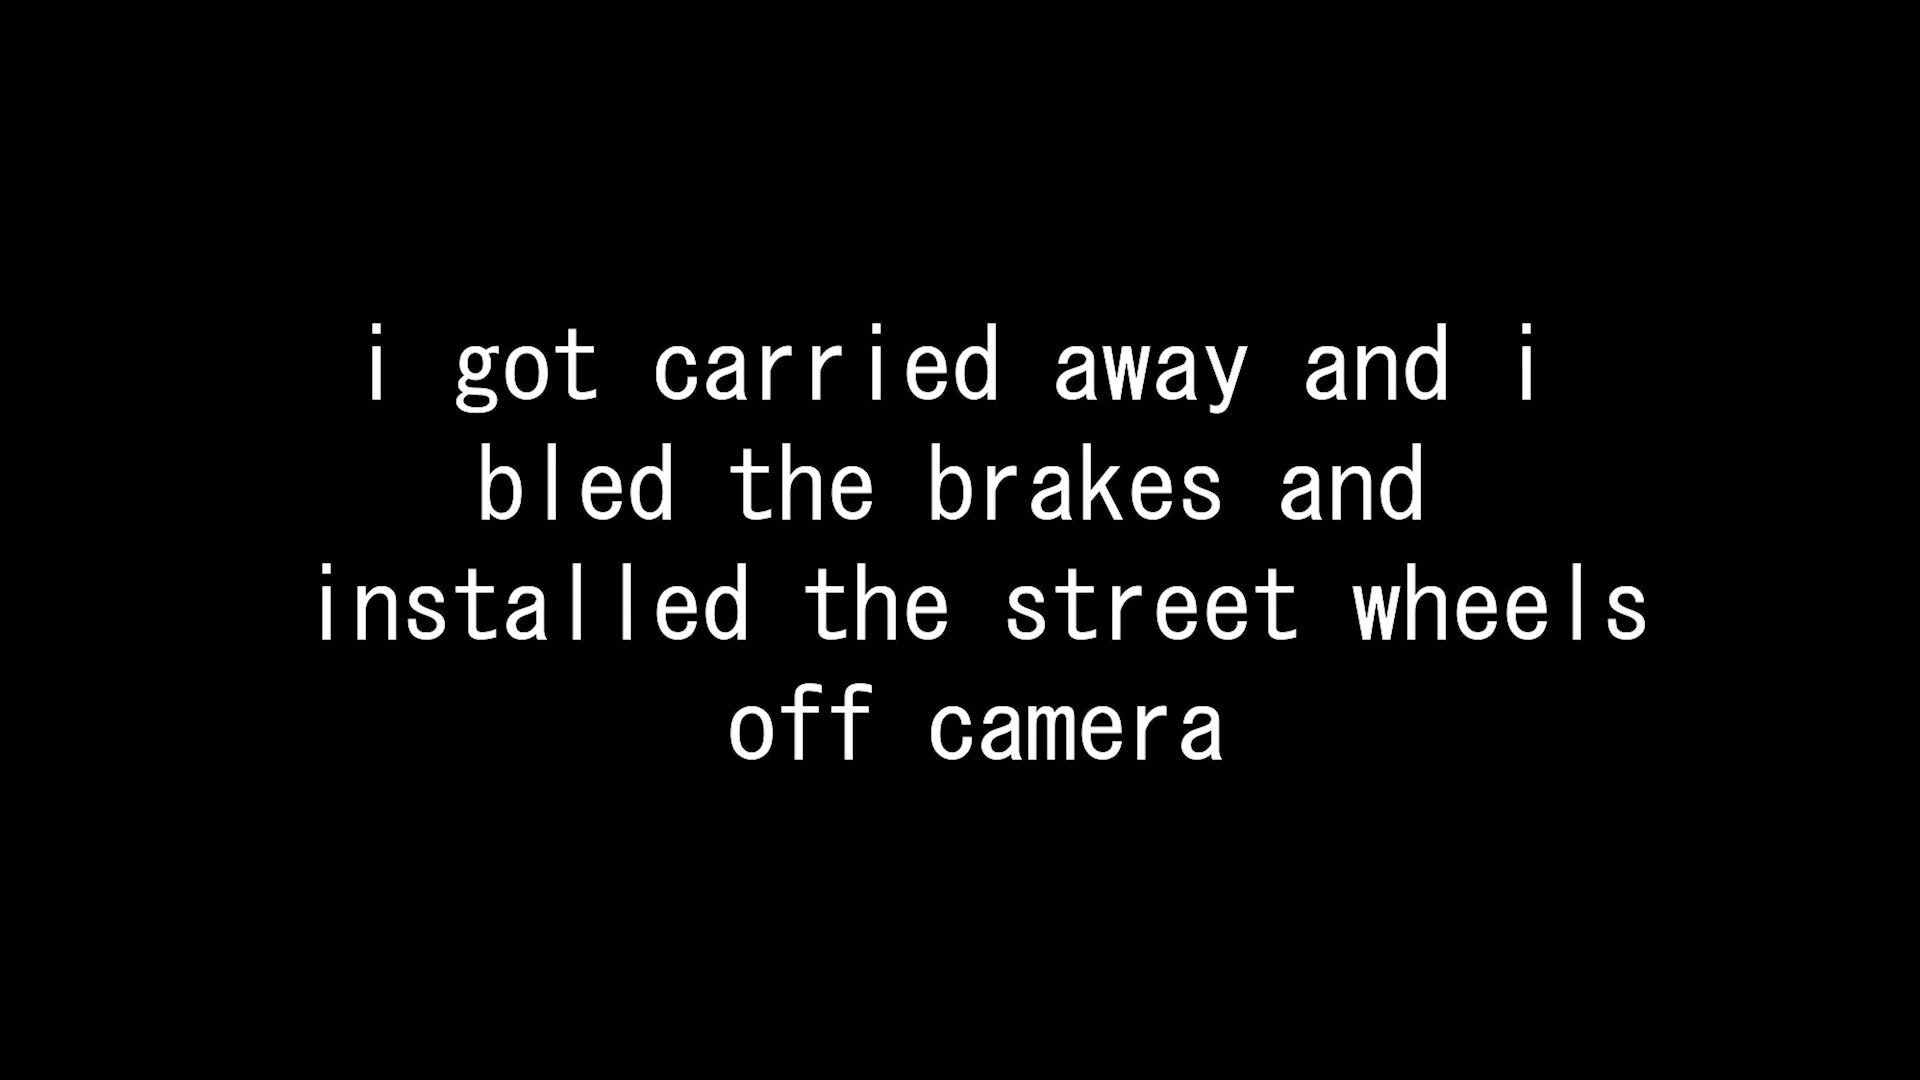 i got carried away and i
bled the brakes and
installed the street wheels
off camera